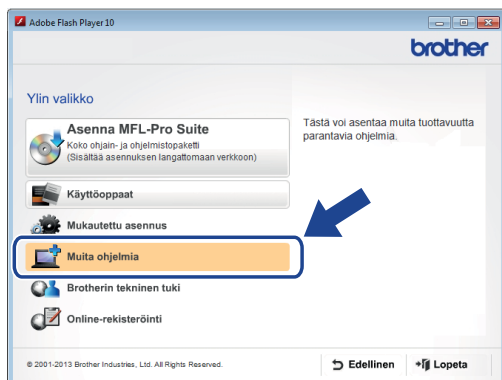 Adobe Flash Player 10
brother
Ylin valikko
Asenna MFL-Pro Suite
Koko ohjain- ja ohjelmistopaketti
(Sisältää asennuksen langattomaan verkkoon)
Käyttöoppaat
Mukautettu asennus
Muita ohjelmia
Brotherin tekninen tuki
Online-rekisteröinti
Tästä voi asentaa muita tuottavuutta
parantavia ohjelmia.
© 2001-2013 Brother Industries, Ltd. All Rights Reserved.
Edellinen
Lopeta